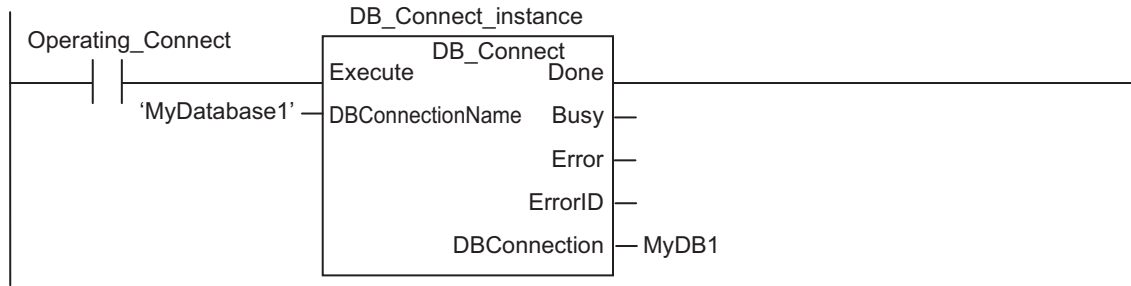 DB_Connect_instance
Operating_Connect
DB_Connect
Execute Done
‘MyDatabase1’ DBConnectionName Busy
Error
ErrorID
DBConnection MyDB1